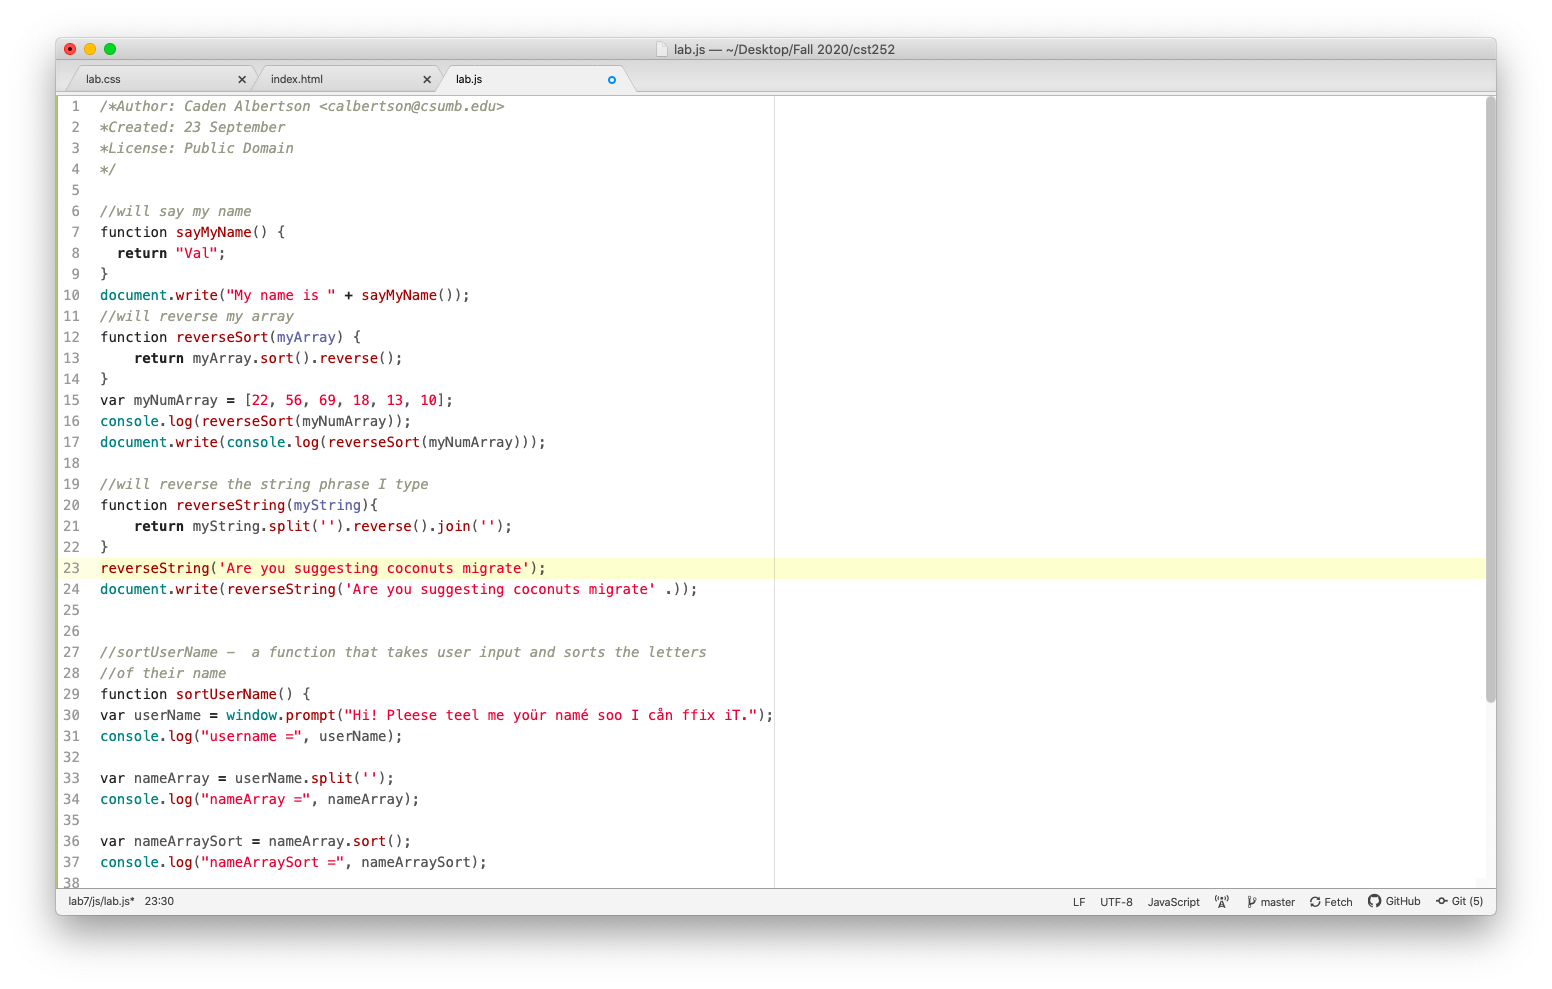 lab.js — ~/Desktop/Fall 2020/cst252
lab.css index.html lab.js
1 /*Author: Caden Albertson <calbertson@csumb.edu>
2 *Created: 23 September
3 *License: Public Domain
4 */
5
6 //will say my name
7 function sayMyName() {
8   return "Val";
9 }
10 document.write("My name is " + sayMyName());
11 //will reverse my array
12 function reverseSort(myArray) {
13     return myArray.sort().reverse();
14 }
15 var myNumArray = [22, 56, 69, 18, 13, 10];
16 console.log(reverseSort(myNumArray));
17 document.write(console.log(reverseSort(myNumArray)));
18
19 //will reverse the string phrase I type
20 function reverseString(myString){
21     return myString.split('').reverse().join('');
22 }
23 reverseString('Are you suggesting coconuts migrate');
24 document.write(reverseString('Are you suggesting coconuts migrate' .));
25
26
27 //sortUserName –  a function that takes user input and sorts the letters
28 //of their name
29 function sortUserName() {
30 var userName = window.prompt("Hi! Pleese teel me yoür namé soo I cån ffix iT.");
31 console.log("username =", userName);
32
33 var nameArray = userName.split('');
34 console.log("nameArray =", nameArray);
35
36 var nameArraySort = nameArray.sort();
37 console.log("nameArraySort =", nameArraySort);
38
lab7/js/lab.js* 23:30 LF UTF-8 JavaScript master Fetch GitHub Git (5)